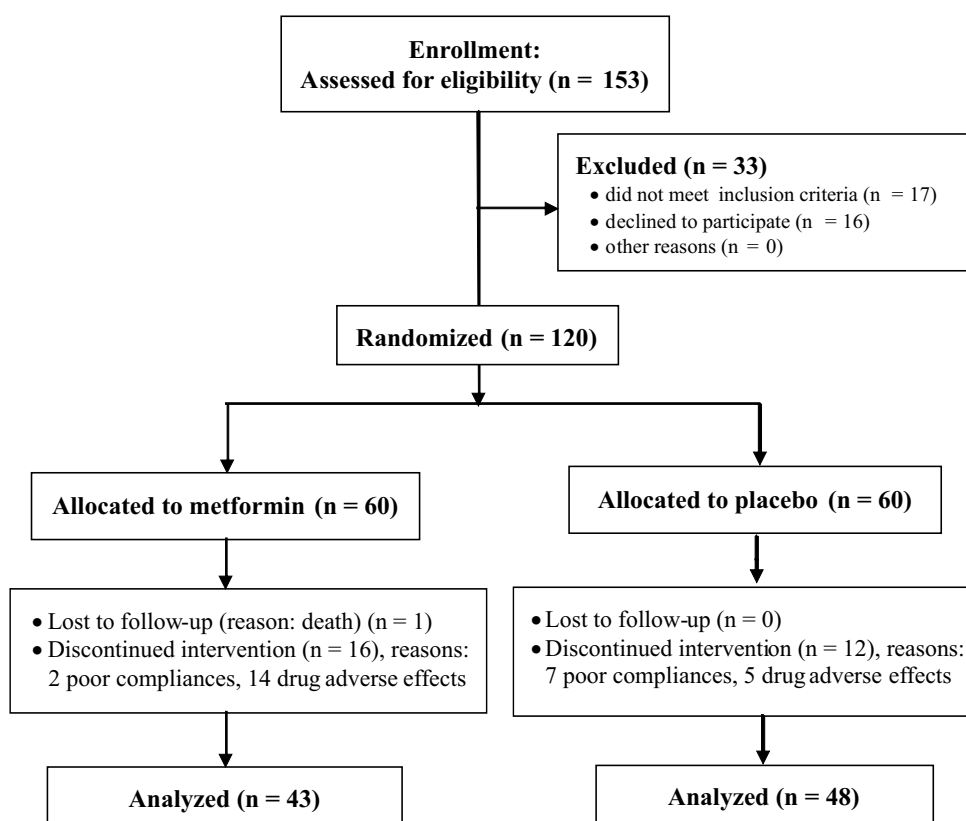 Enrollment:
Assessed for eligibility (n = 153)
Excluded (n = 33)
• did not meet inclusion criteria (n = 17)
• declined to participate (n = 16)
• other reasons (n = 0)
Randomized (n = 120)
Allocated to metformin (n = 60)
Allocated to placebo (n = 60)
• Lost to follow-up (reason: death) (n = 1)
• Discontinued intervention (n = 16), reasons:
2 poor compliances, 14 drug adverse effects
• Lost to follow-up (n = 0)
• Discontinued intervention (n = 12), reasons:
7 poor compliances, 5 drug adverse effects
Analyzed (n = 43)
Analyzed (n = 48)